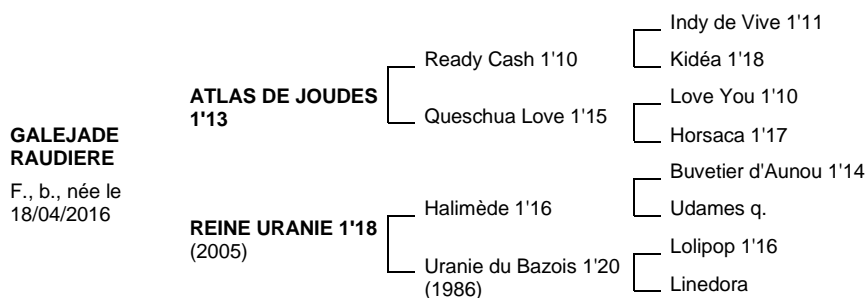 GALEJADE
RAUDIERE
F., b., née le
18/04/2016
ATLAS DE JOUDES
1'13
REINE URANIE 1'18
(2005)
Ready Cash 1'10
Queschua Love 1'15
Halimède 1'16
Uranie du Bazois 1'20
(1986)
Indy de Vive 1'11
Kidéa 1'18
Love You 1'10
Horsaca 1'17
Buvetier d'Aunou 1'14
Udames q.
Lolipop 1'16
Linedora